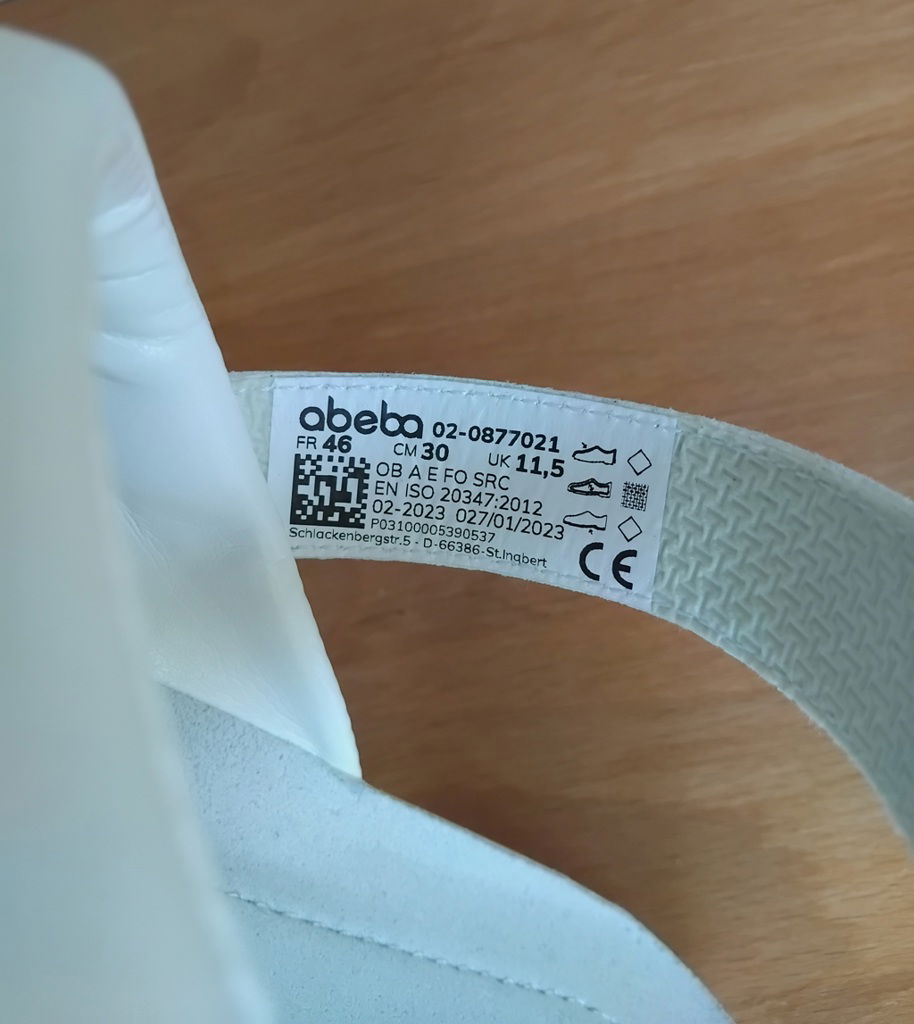 abeba 02-0877021
FR 46 CM 30 UK 11,5
OB A E FO SRC
EN ISO 20347:2012
02-2023 027/01/2023
P03100005390537
Schlackenbergstr.5 - D-66386-St.Ingbert
CE